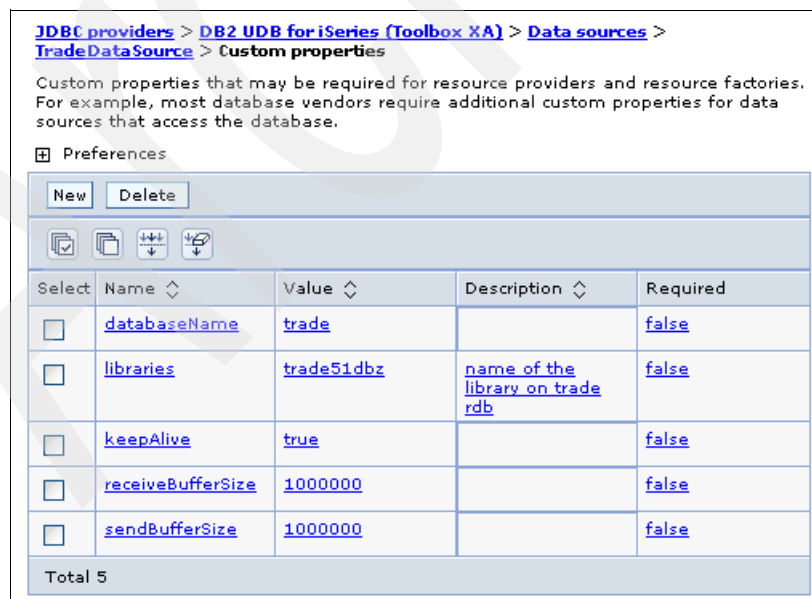 JDBC providers > DB2 UDB for iSeries (Toolbox XA) > Data sources >
TradeDataSource > Custom properties
Custom properties that may be required for resource providers and resource factories.
For example, most database vendors require additional custom properties for data
sources that access the database.
Preferences
New Delete
Select Name Value Description Required
databaseName trade false
libraries trade51dbz name of the false
library on trade
rdb
keepAlive true false
receiveBufferSize 1000000 false
sendBufferSize 1000000 false
Total 5